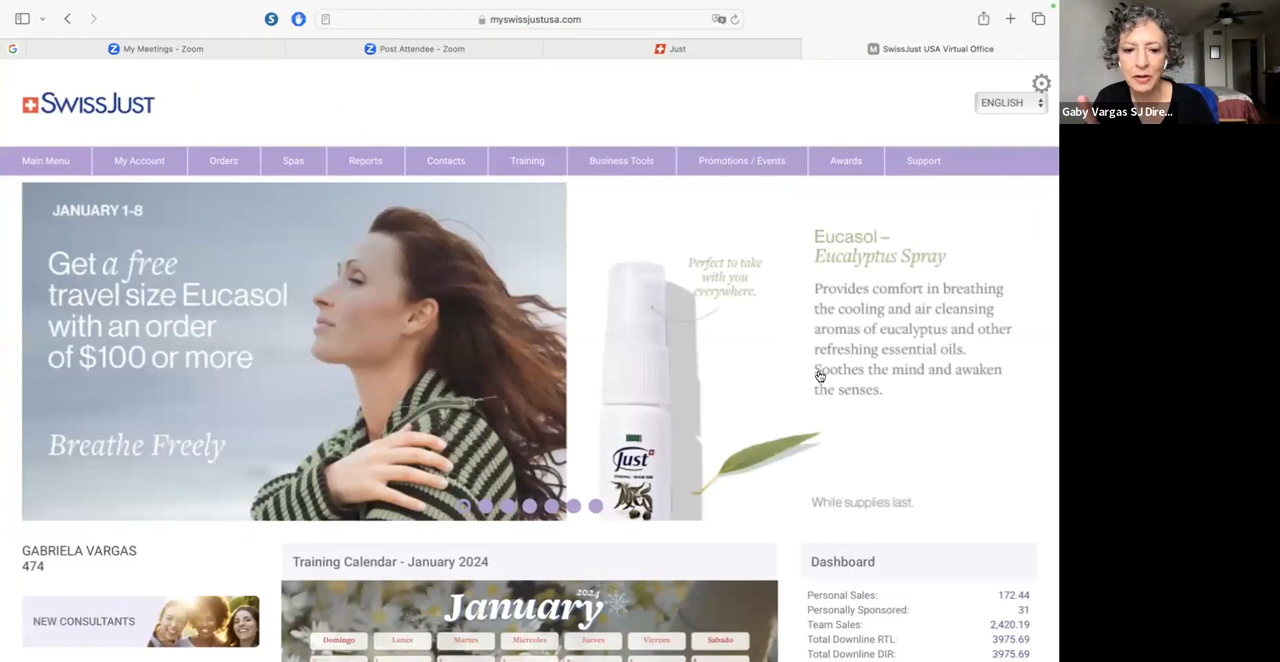 myswissjustusa.com
My Meetings - Zoom
Post Attendee - Zoom
Just
SwissJust USA Virtual Office
Gaby Vargas SJ Dire...
SWISSJUST
ENGLISH
Main Menu
My Account
Orders
Spas
Reports
Contacts
Training
Business Tools
Promotions / Events
Awards
Support
JANUARY 1-8
Get a free
travel size Eucasol
with an order
of $100 or more
Breathe Freely
Perfect to take
with you
everywhere.
Just
Eucasol –
Eucalyptus Spray
Provides comfort in breathing
the cooling and air cleansing
aromas of eucalyptus and other
refreshing essential oils.
Soothes the mind and awaken
the senses.
While supplies last.
GABRIELA VARGAS
474
NEW CONSULTANTS
Training Calendar - January 2024
January
2024
Domingo
Lunes
Martes
Miercoles
Jueves
Viernes
Sabado
Dashboard
Personal Sales: 172.44
Personally Sponsored: 31
Team Sales: 2,420.19
Total Downline RTL: 3975.69
Total Downline DIR: 3975.69